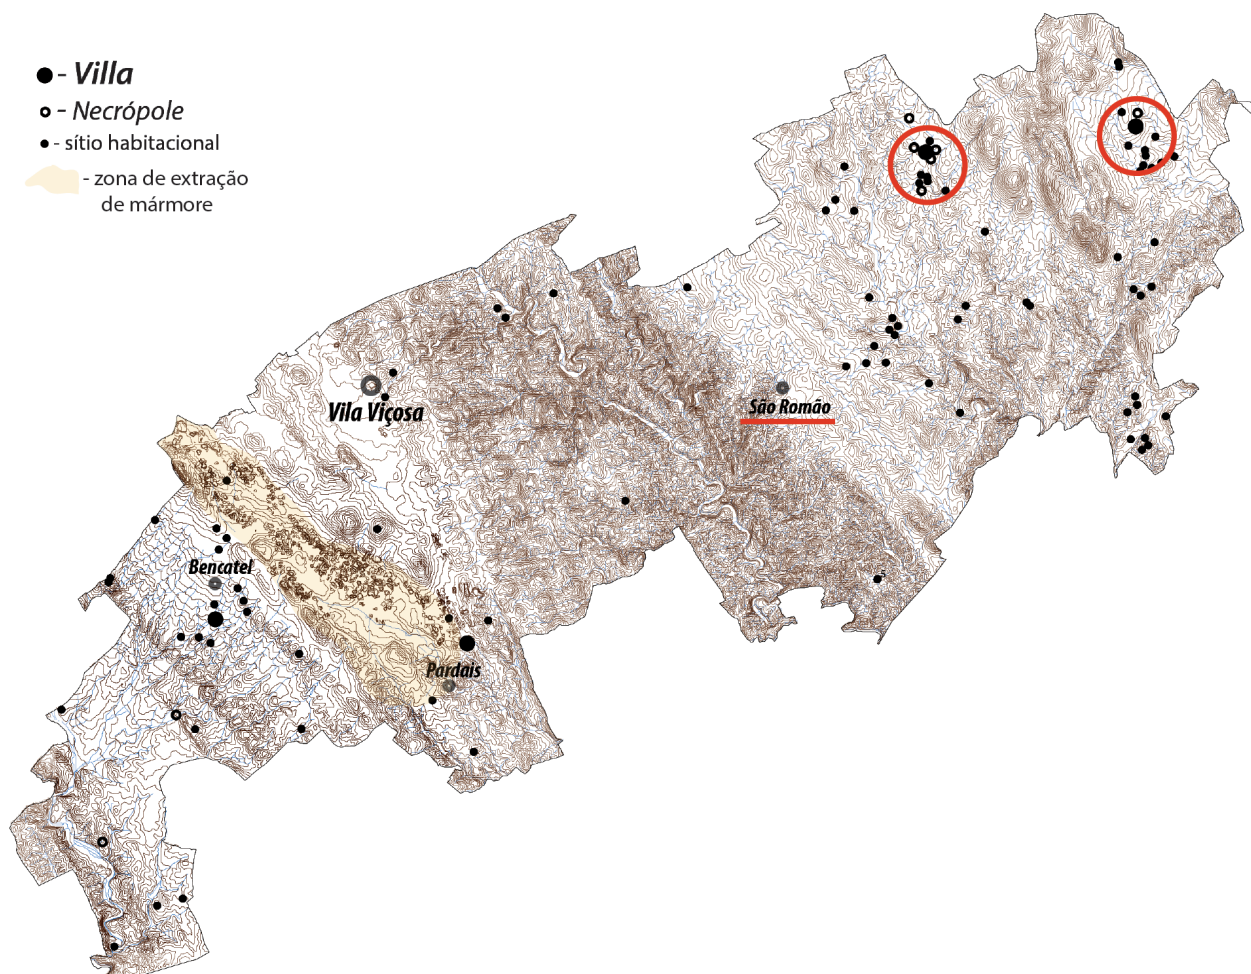 - Villa
- Necrópole
- sítio habitacional
- zona de extração
de mármore
Vila Viçosa
São Romão
Bencatel
Pardais